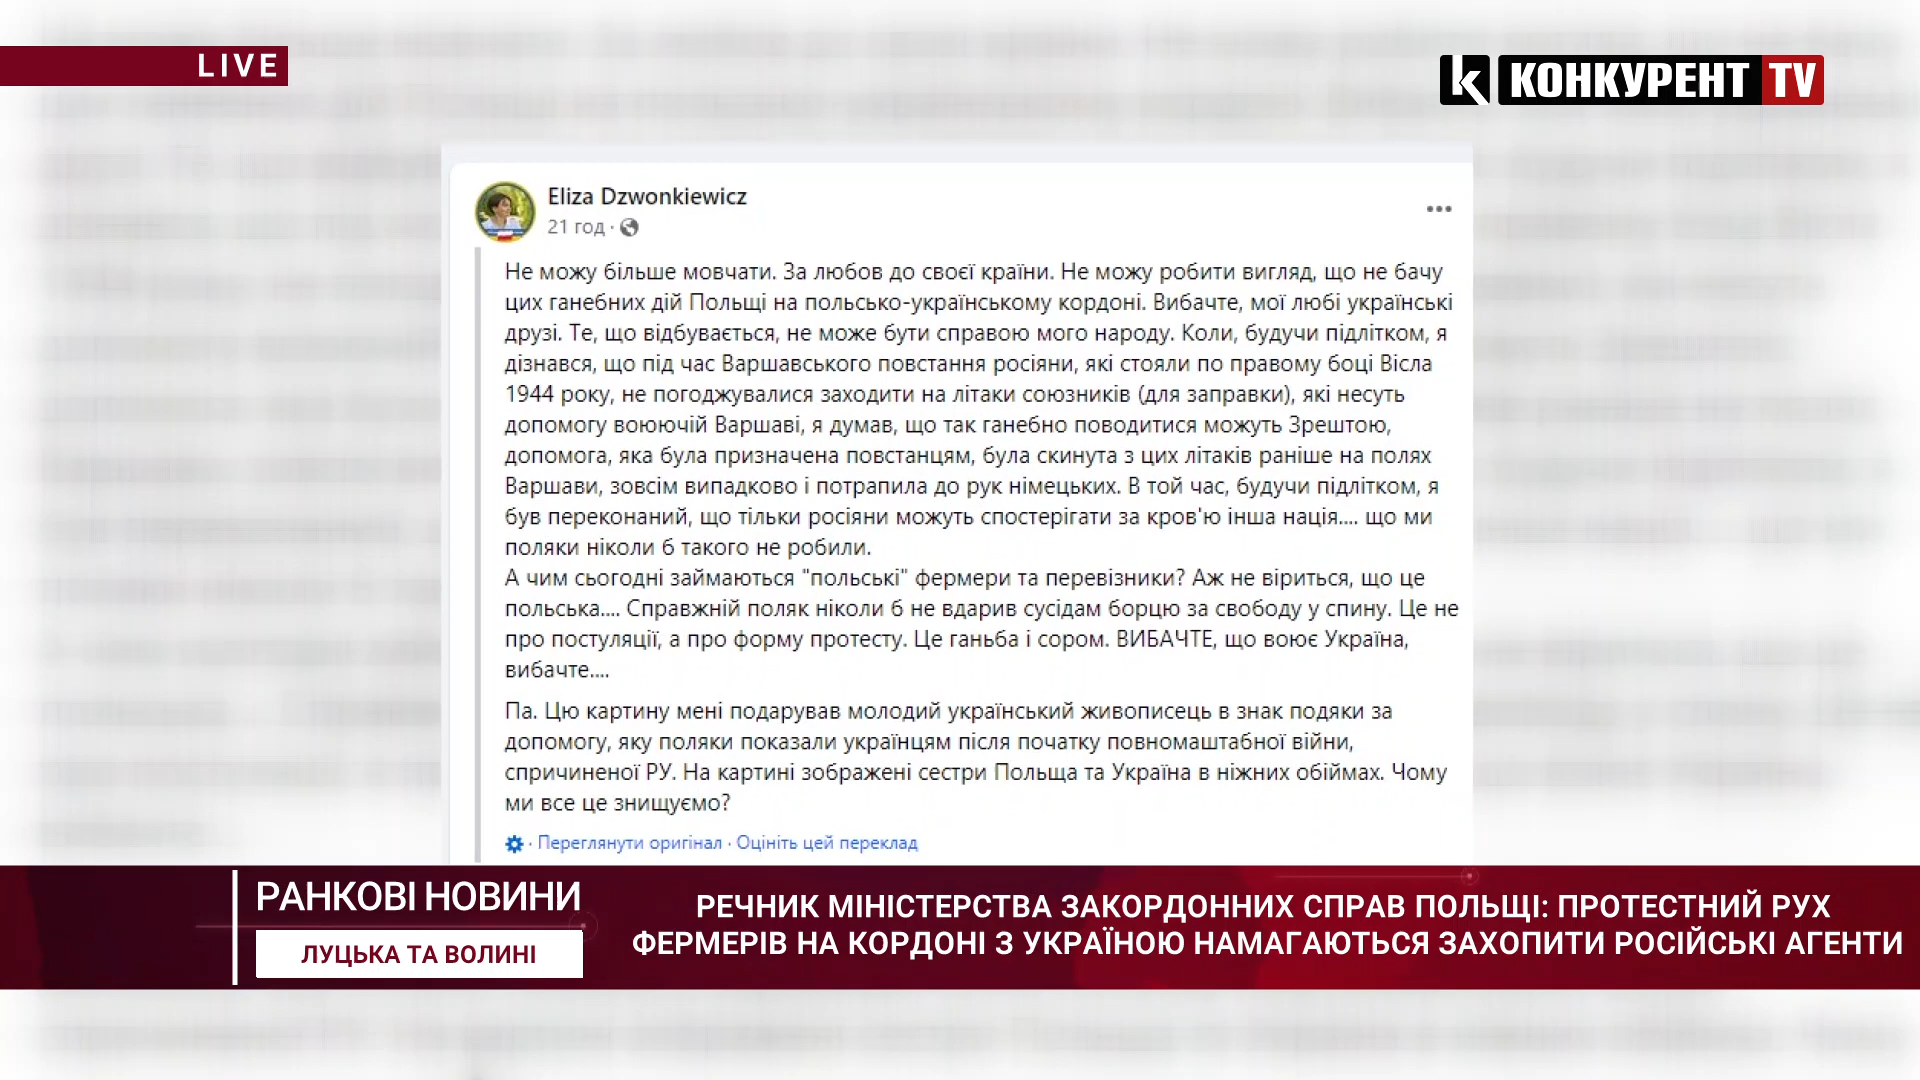 LIVE
k КОНКУРЕНТ TV
Eliza Dzwonkiewicz
21 год ·
Не можу більше мовчати. За любов до своєї країни. Не можу робити вигляд, що не бачу
цих ганебних дій Польщі на польсько-українському кордоні. Вибачте, мої любі українські
друзі. Те, що відбувається, не може бути справою мого народу. Коли, будучи підлітком, я
дізнався, що під час Варшавського повстання росіяни, які стояли по правому боці Вісла
1944 року, не погоджувалися заходити на літаки союзників (для заправки), які несуть
допомогу воюючій Варшаві, я думав, що так ганебно поводитися можуть Зрештою,
допомога, яка була призначена повстанцям, була скинута з цих літаків раніше на полях
Варшави, зовсім випадково і потрапила до рук німецьких. В той час, будучи підлітком, я
був переконаний, що тільки росіяни можуть спостерігати за кров'ю інша нація.... що ми
поляки ніколи б такого не робили.
А чим сьогодні займаються "польські" фермери та перевізники? Аж не віриться, що це
польська.... Справжній поляк ніколи б не вдарив сусідам борцю за свободу у спину. Це не
про постуляції, а про форму протесту. Це ганьба і сором. ВИБАЧТЕ, що воює Україна,
вибачте....
Па. Цю картину мені подарував молодий український живописець в знак подяки за
допомогу, яку поляки показали українцям після початку повномаштабної війни,
спричиненої РУ. На картині зображені сестри Польща та Україна в ніжних обіймах. Чому
ми все це знищуємо?
· Переглянути оригінал · Оцініть цей переклад
РАНКОВІ НОВИНИ
ЛУЦЬКА ТА ВОЛИНІ
РЕЧНИК МІНІСТЕРСТВА ЗАКОРДОННИХ СПРАВ ПОЛЬЩІ: ПРОТЕСТНИЙ РУХ
ФЕРМЕРІВ НА КОРДОНІ З УКРАЇНОЮ НАМАГАЮТЬСЯ ЗАХОПИТИ РОСІЙСЬКІ АГЕНТИ